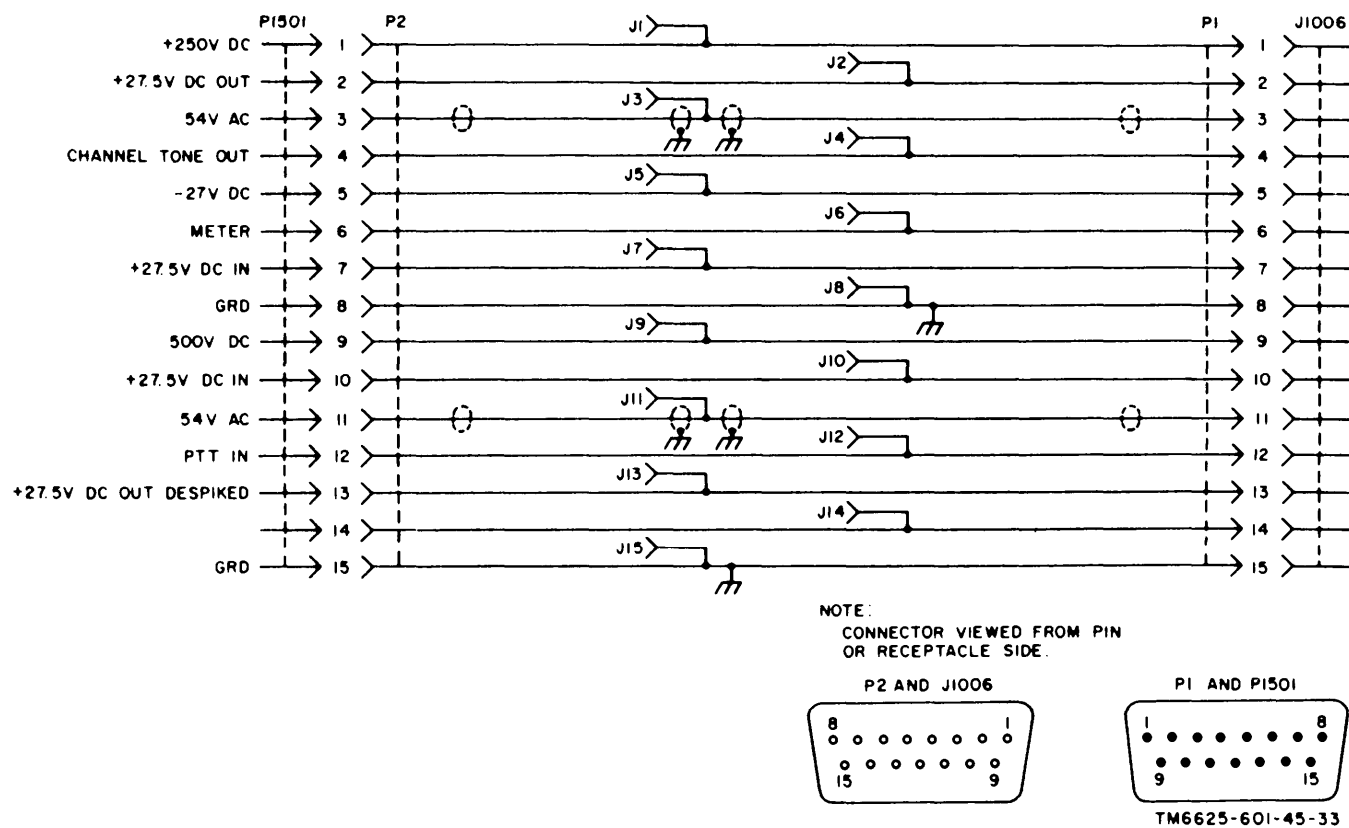 P1501 P2 J1 P1 J1006
+250V DC 1 1
J2
+27.5V DC OUT 2 2
J3
54V AC 3 3
J4
CHANNEL TONE OUT 4 4
J5
-27V DC 5 5
J6
METER 6 6
J7
+27.5V DC IN 7 7
J8
GRD 8 8
J9
500V DC 9 9
J10
+27.5V DC IN 10 10
J11
54V AC 11 11
J12
PTT IN 12 12
J13
+27.5V DC OUT DESPIKED 13 13
J14
14 14
J15
GRD 15 15
NOTE:
CONNECTOR VIEWED FROM PIN
OR RECEPTACLE SIDE.
P2 AND J1006
8 1
15 9
P1 AND P1501
1 8
9 15
TM6625-601-45-33